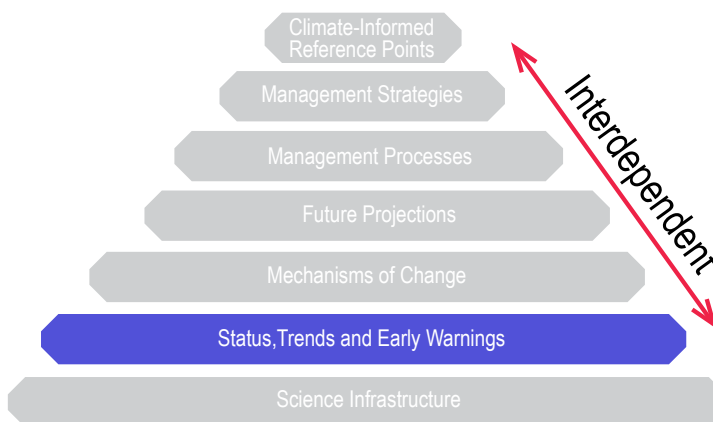 Climate-Informed
Reference Points
Management Strategies
Interdependent
Management Processes
Future Projections
Mechanisms of Change
Status,Trends and Early Warnings
Science Infrastructure